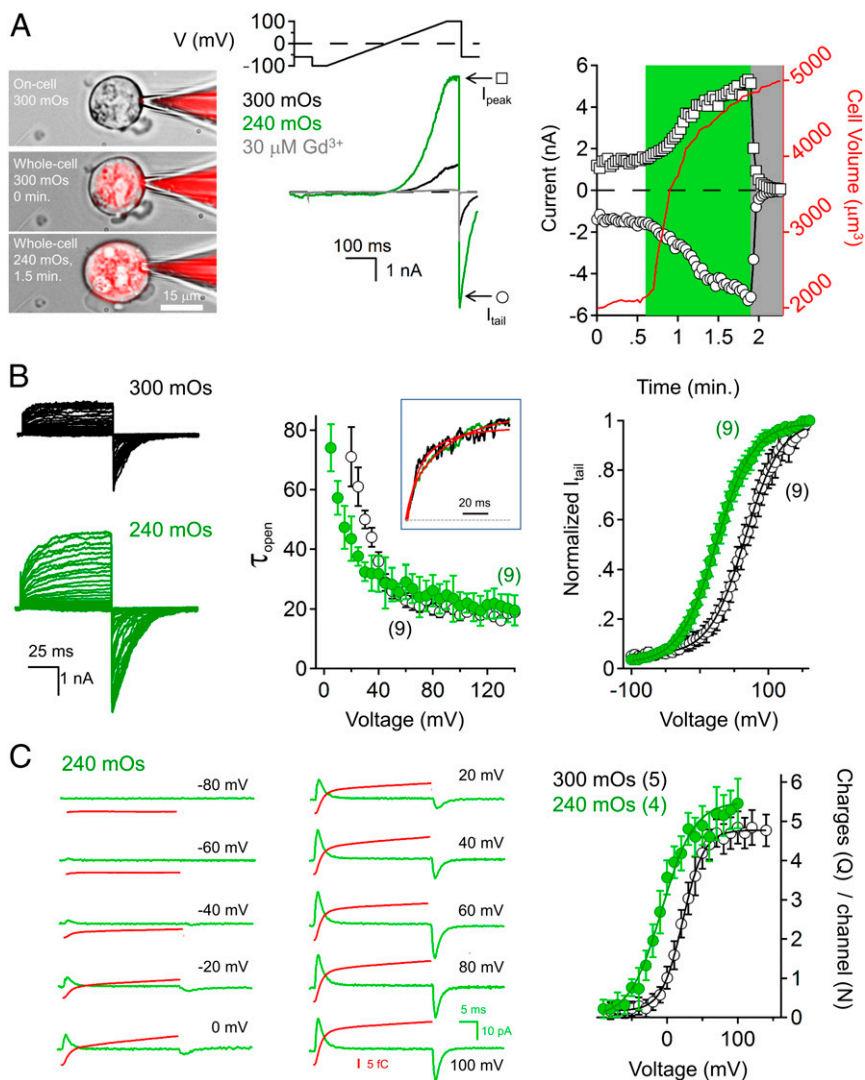 A
V (mV)
100
0
-100
On-cell
300 mOs
Whole-cell
300 mOs
0 min.
Whole-cell
240 mOs,
1.5 min.
15 μm
300 mOs
240 mOs
30 μM Gd3+
Ipeak
100 ms
1 nA
Itail
Current (nA)
6
4
2
0
-2
-4
-6
0
.5
1
1.5
2
Time (min.)
5000
4000
3000
2000
Cell Volume
(μm3)
B
300 mOs
240 mOs
25 ms
1 nA
τopen
80
60
40
20
0
20 ms
(9)
(9)
0
40
80
120
Voltage (mV)
Normalized Itail
1
.8
.6
.4
.2
0
(9)
(9)
-100
0
100
Voltage (mV)
C
240 mOs
-80 mV
-60 mV
-40 mV
-20 mV
0 mV
20 mV
40 mV
60 mV
80 mV
5 ms
10 pA
5 fC
100 mV
300 mOs (5)
240 mOs (4)
6
5
4
3
2
1
0
Charges (Q)
/ channel (N)
0
100
Voltage (mV)